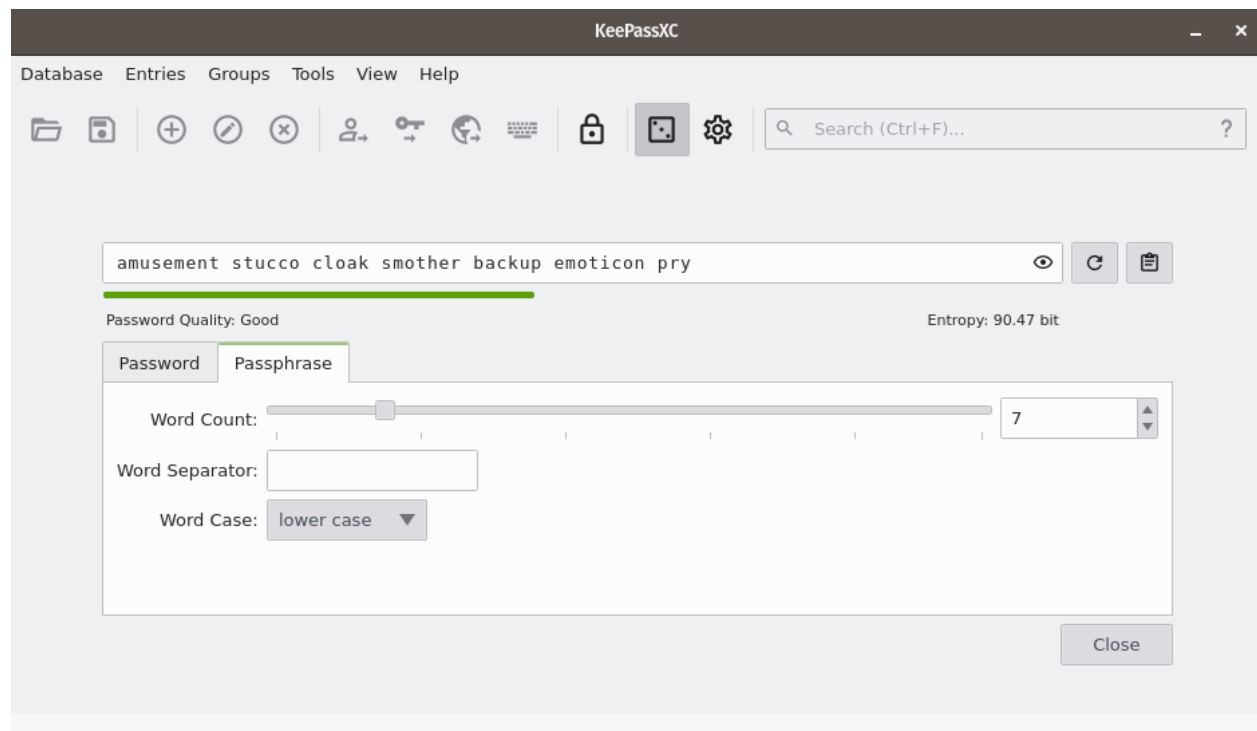 KeePassXC
Database Entries Groups Tools View Help
Search (Ctrl+F)... ?
amusement stucco cloak smother backup emoticon pry
Password Quality: Good Entropy: 90.47 bit
Password Passphrase
Word Count: 7
Word Separator:
Word Case: lower case
Close